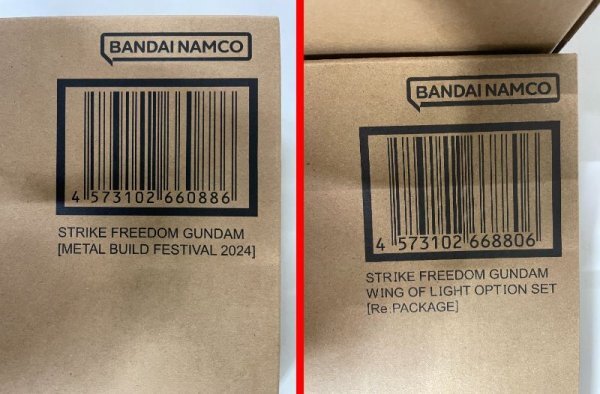 BANDAI NAMCO
4 573102 660886
STRIKE FREEDOM GUNDAM
[METAL BUILD FESTIVAL 2024]
BANDAI NAMCO
4 573102 668806
STRIKE FREEDOM GUNDAM
WING OF LIGHT OPTION SET
[Re.PACKAGE]